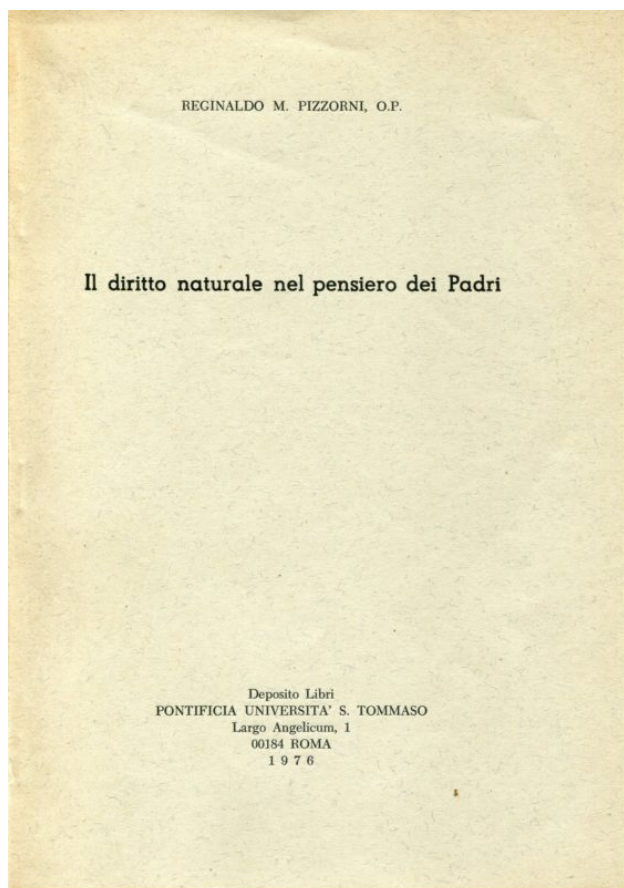 REGINALDO M. PIZZORNI, O.P.
Il diritto naturale nel pensiero dei Padri
Deposito Libri
PONTIFICIA UNIVERSITA' S. TOMMASO
Largo Angelicum, 1
00184 ROMA
1976